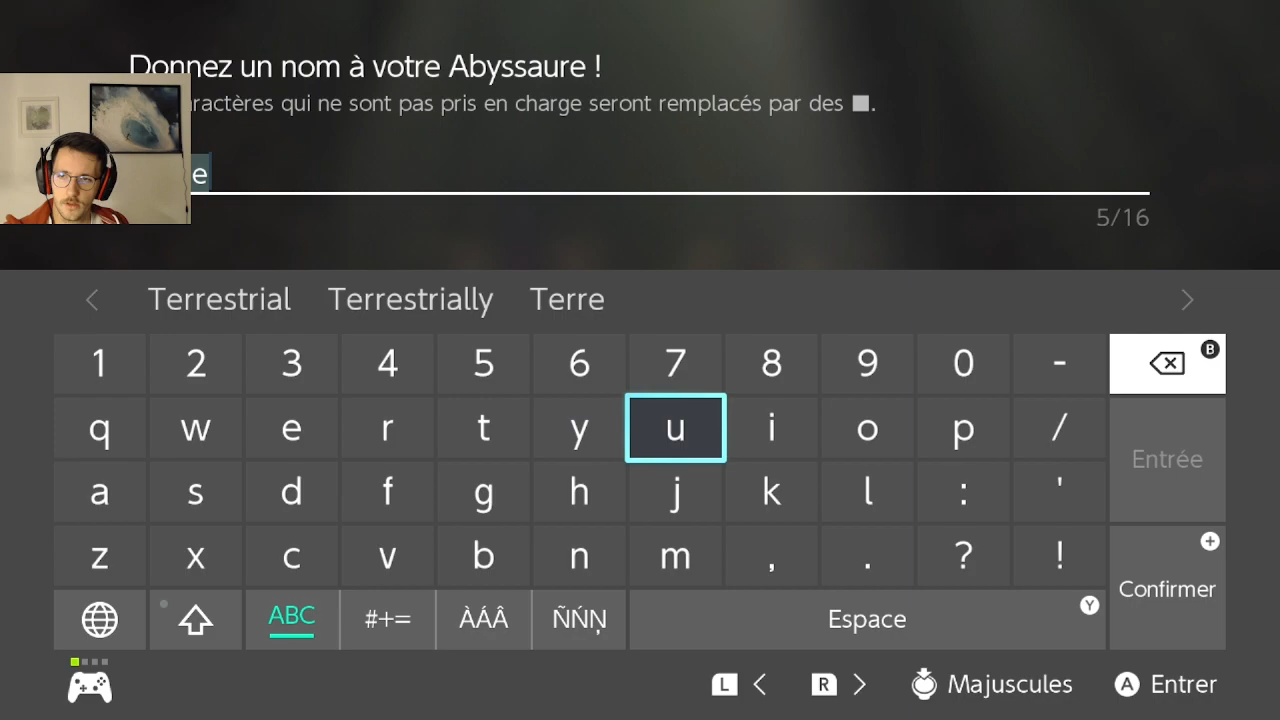 Donnez un nom à votre Abyssaure !
ractères qui ne sont pas pris en charge seront remplacés par des ■.
e
5/16
< Terrestrial Terrestrially Terre >
1 2 3 4 5 6 7 8 9 0 - B
q w e r t y u i o p /
Entrée
a s d f g h j k l : '
z x c v b n m , . ? ! +
Confirmer
ABC #+= ÀÁÂ ÑŃŅ Espace Y
L < R > Majuscules A Entrer